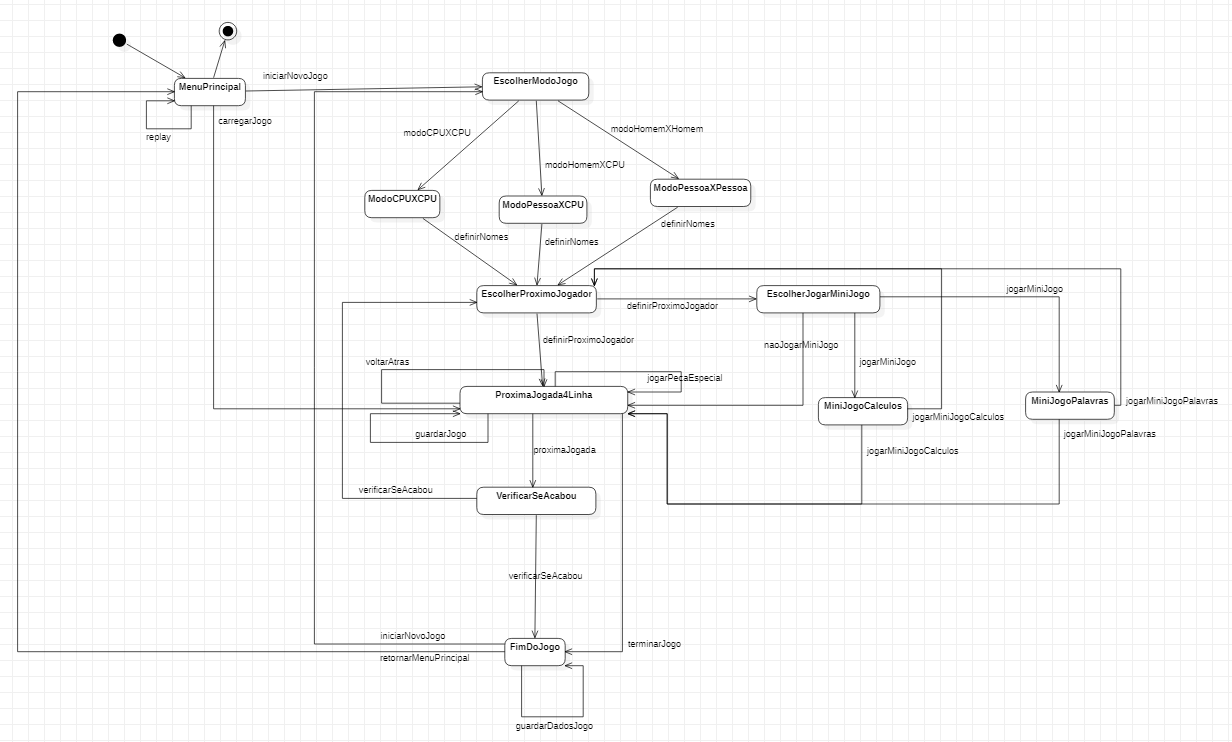 iniciarNovoJogo
EscolherModoJogo
MenuPrincipal
carregarJogo
replay
modoCPUXCPU
modoHomemXHomem
modoHomemXCPU
ModoCPUXCPU
ModoPessoaXCPU
ModoPessoaXPessoa
definirNomes
definirNomes
definirNomes
EscolherProximoJogador
definirProximoJogador
EscolherJogarMiniJogo
jogarMiniJogo
definirProximoJogador
naoJogarMiniJogo
jogarMiniJogo
voltarAtras
jogarPecaEspecial
ProximaJogada4Linha
MiniJogoCalculos
jogarMiniJogoCalculos
MiniJogoPalavras
jogarMiniJogoPalavras
guardarJogo
jogarMiniJogoPalavras
proximaJogada
jogarMiniJogoCalculos
verificarSeAcabou
VerificarSeAcabou
verificarSeAcabou
iniciarNovoJogo
FimDoJogo
terminarJogo
retornarMenuPrincipal
guardarDadosJogo